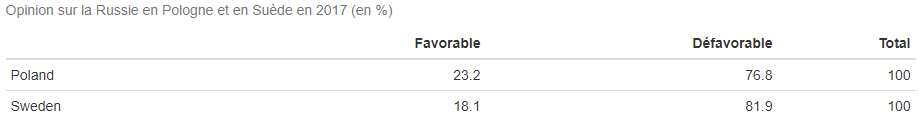 Opinion sur la Russie en Pologne et en Suède en 2017 (en %)
Favorable Défavorable Total
Poland 23.2 76.8 100
Sweden 18.1 81.9 100